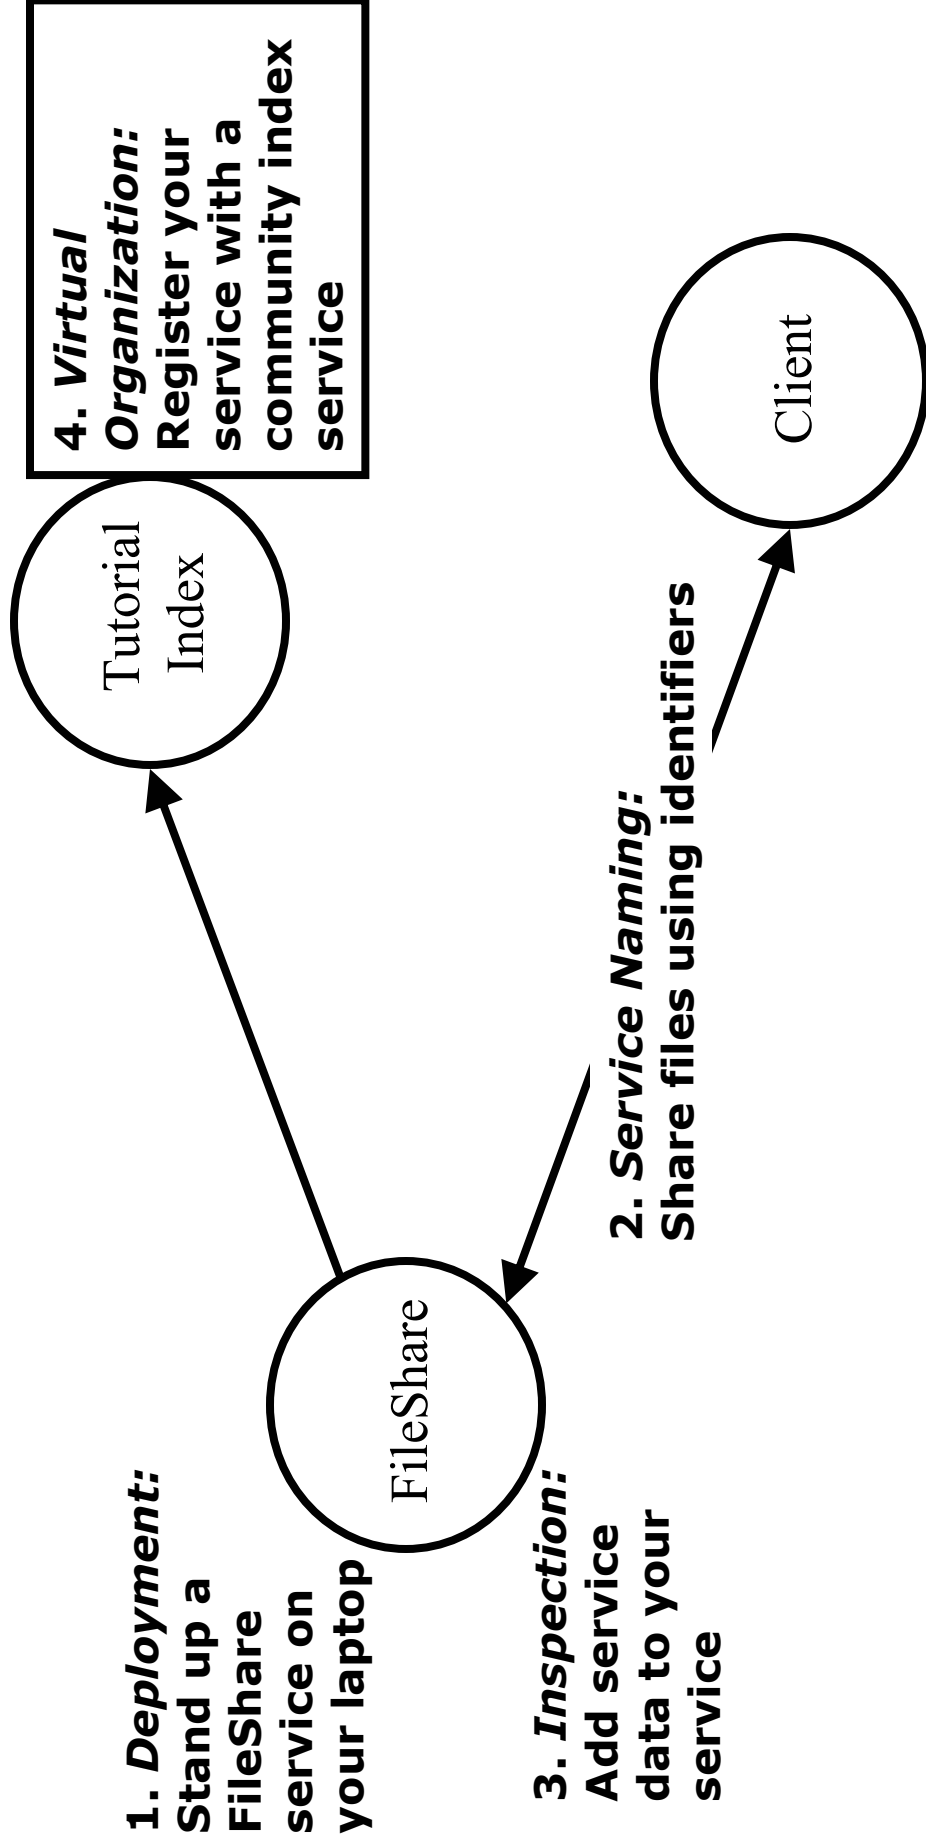 1. Deployment:
Stand up a
FileShare
service on
your laptop
FileShare
3. Inspection:
Add service
data to your
service
2. Service Naming:
Share files using identifiers
Tutorial
Index
4. Virtual
Organization:
Register your
service with a
community index
service
Client